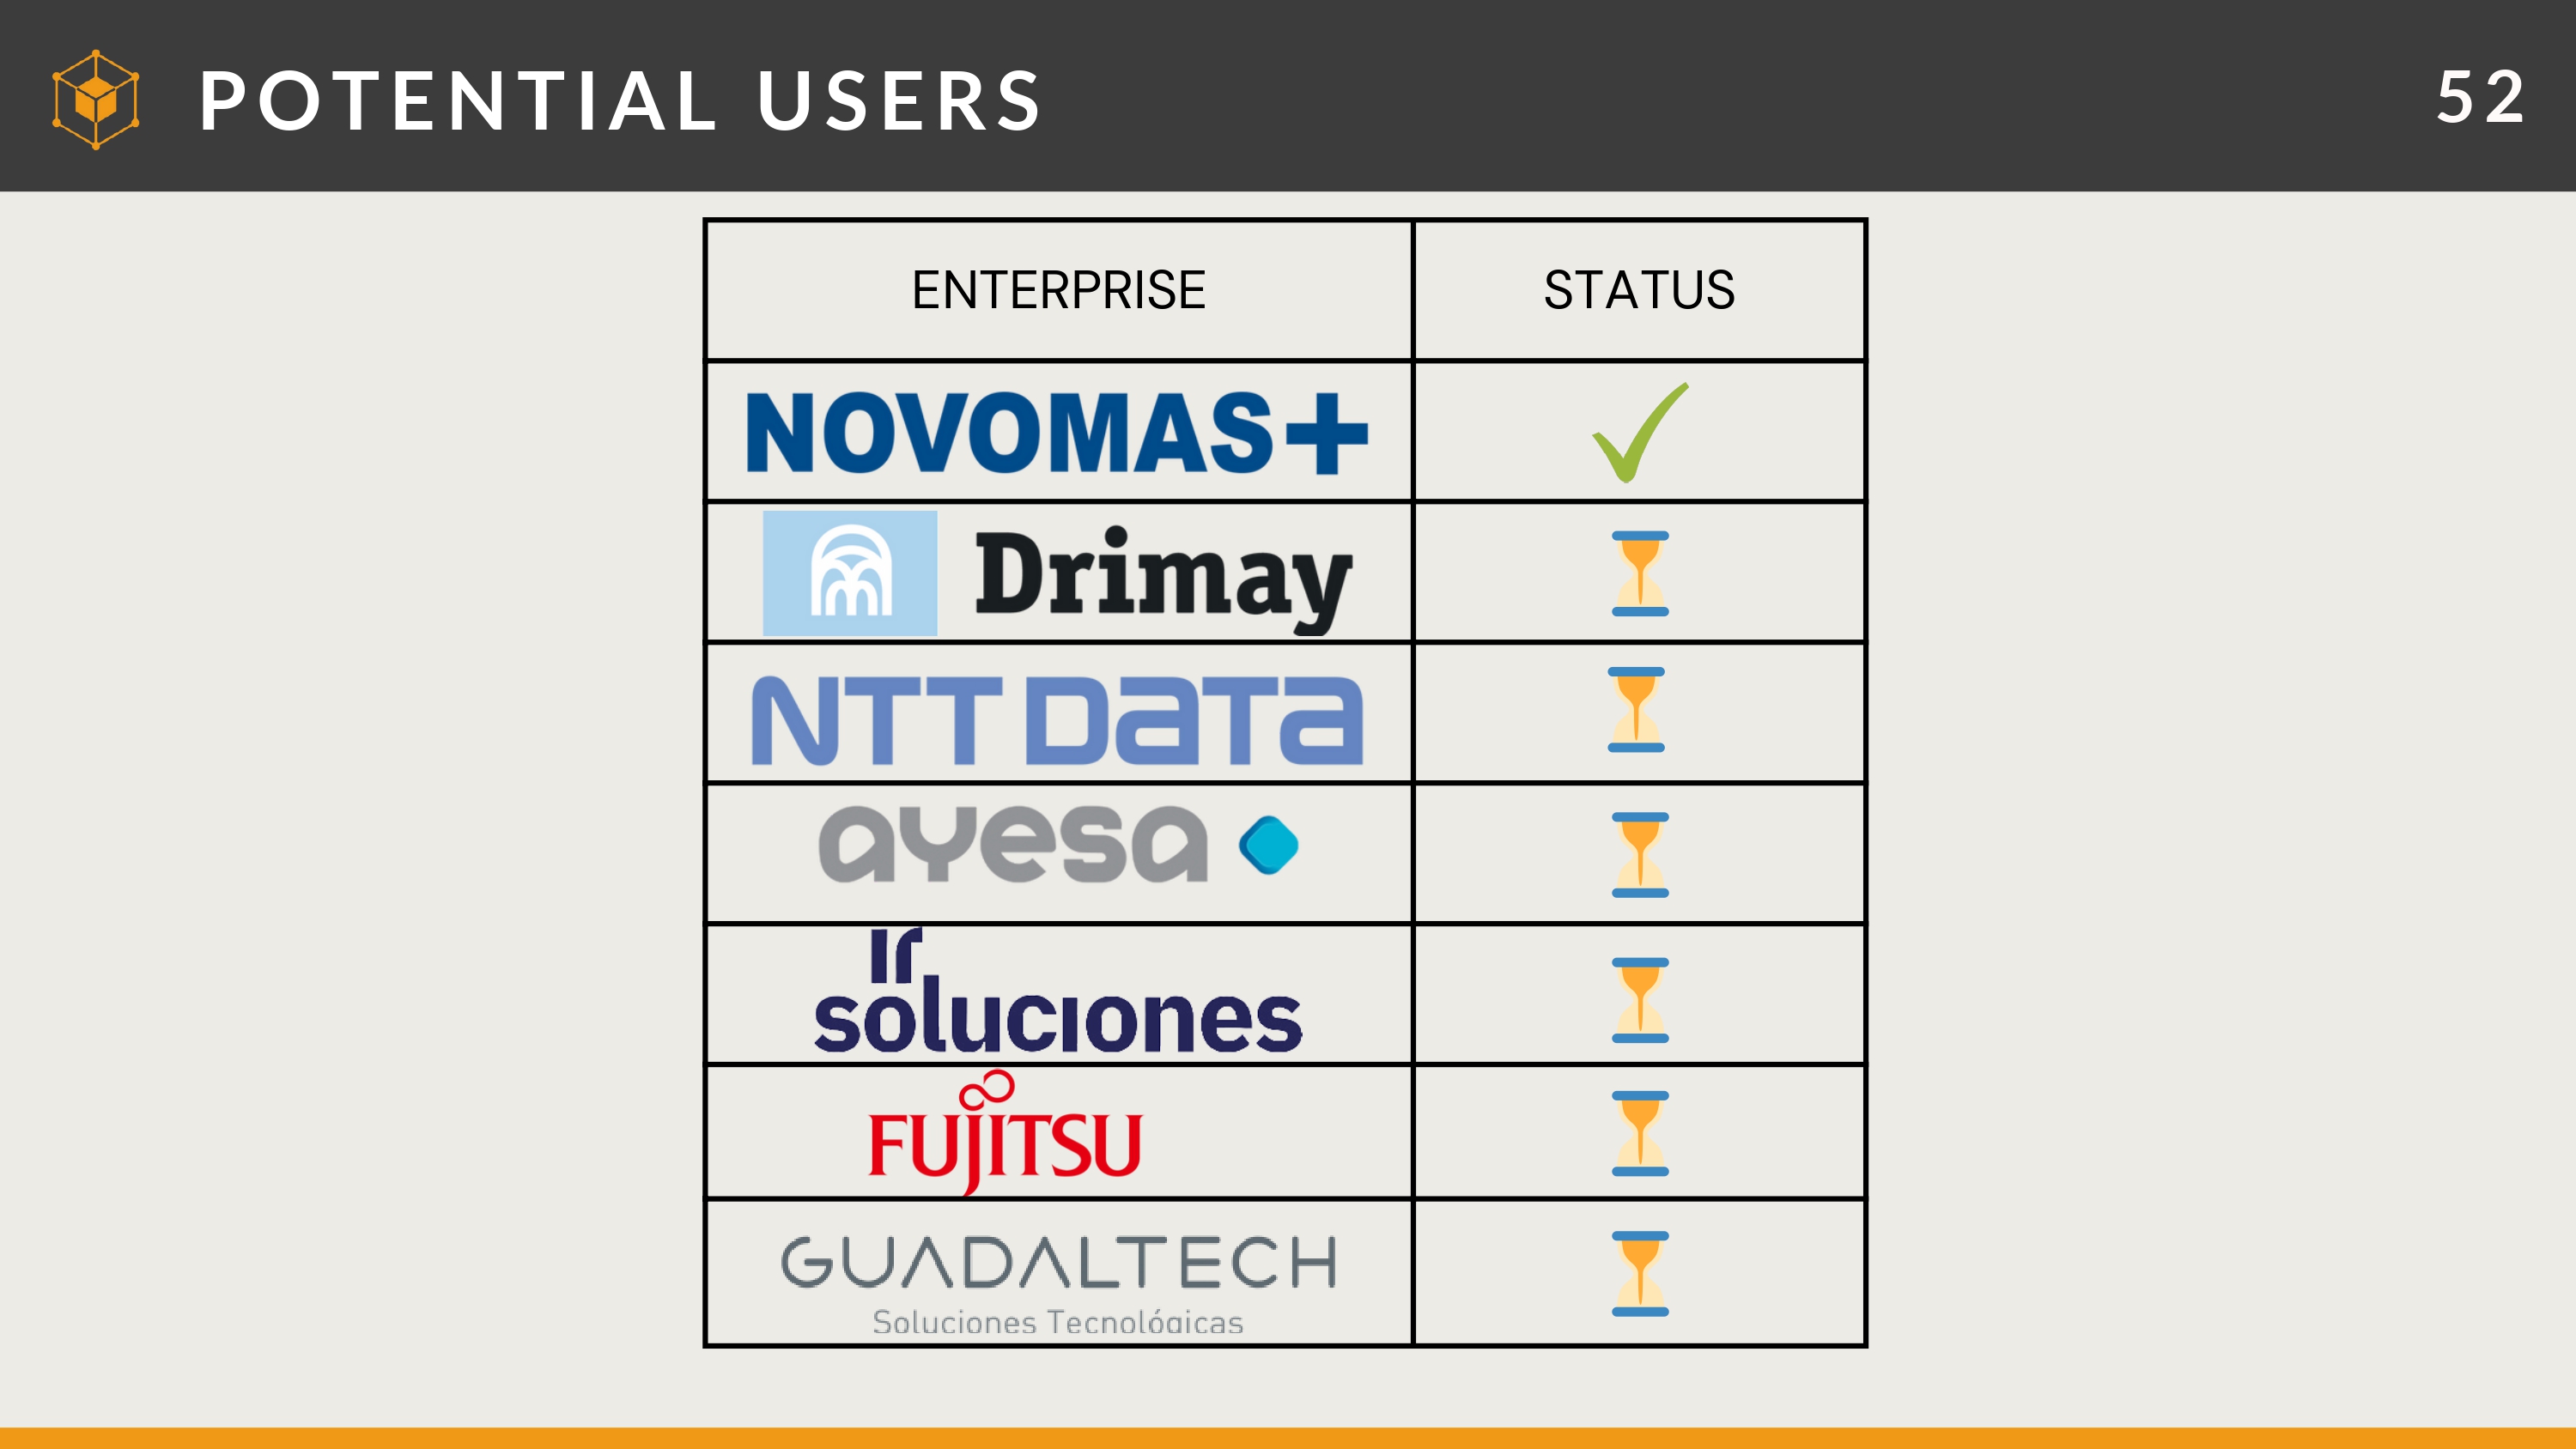 POTENTIAL USERS
52
ENTERPRISE STATUS
NOVOMAS+
Drimay
NTT DATA
ayesa
ir
soluciones
FUJITSU
GUADALTECH
Soluciones Tecnológicas